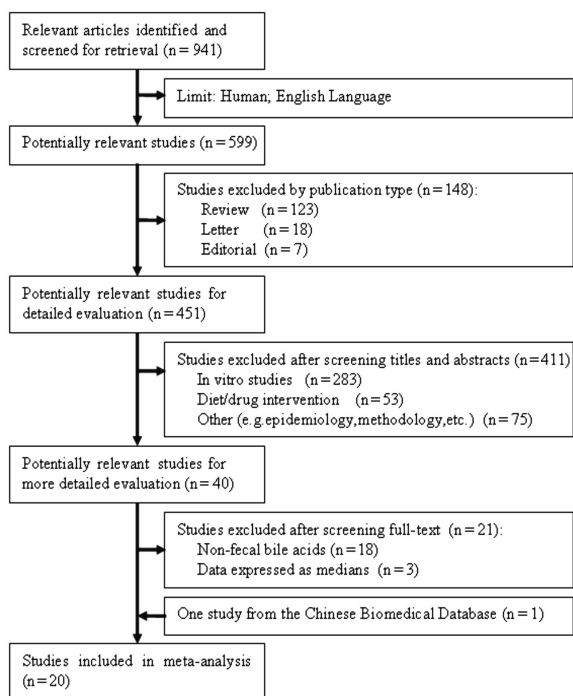 Relevant articles identified and
screened for retrieval (n=941)
Limit: Human; English Language
Potentially relevant studies (n=599)
Studies excluded by publication type (n=148):
Review (n=123)
Letter (n=18)
Editorial (n=7)
Potentially relevant studies for
detailed evaluation (n=451)
Studies excluded after screening titles and abstracts (n=411)
In vitro studies (n=283)
Diet/drug intervention (n=53)
Other (e.g.epidemiology,methodology,etc.) (n=75)
Potentially relevant studies for
more detailed evaluation (n=40)
Studies excluded after screening full-text (n=21):
Non-fecal bile acids (n=18)
Data expressed as medians (n=3)
One study from the Chinese Biomedical Database (n=1)
Studies included in meta-analysis
(n=20)